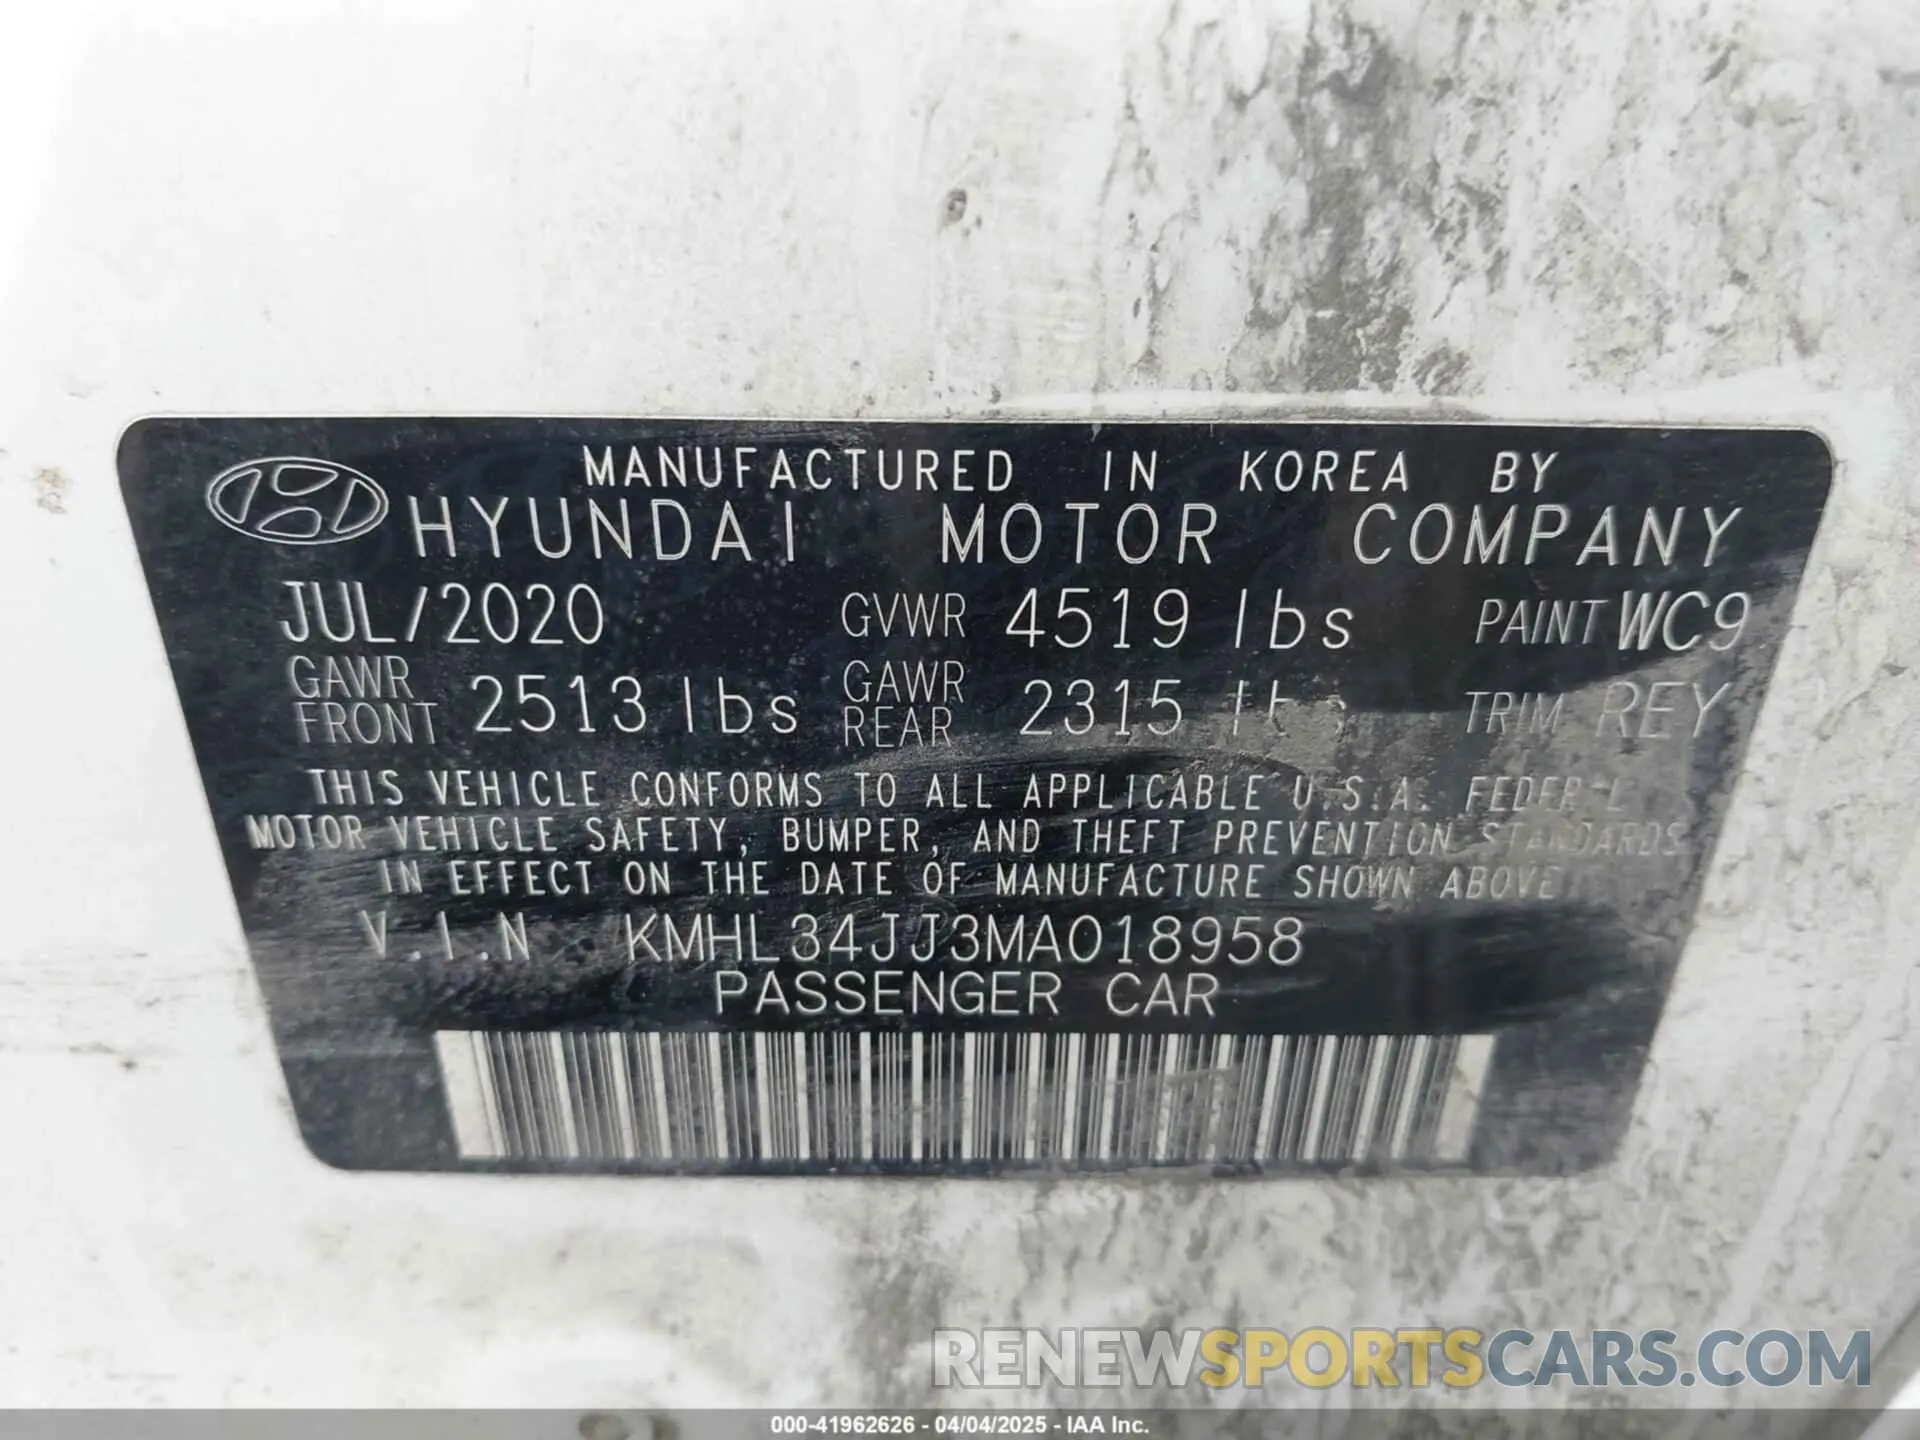 MANUFACTURED IN KOREA BY
HYUNDAI MOTOR COMPANY
JUL/2020 GVWR 4519 lbs PAINT WC9
GAWR FRONT 2513 lbs GAWR REAR 2315 TRIM REY
THIS VEHICLE CONFORMS TO ALL APPLICABLE U.S.A. FEDERAL
MOTOR VEHICLE SAFETY, BUMPER, AND THEFT PREVENTION STANDARDS
IN EFFECT ON THE DATE OF MANUFACTURE SHOWN ABOVE
V.I.N KMHL34JJ3MA018958
PASSENGER CAR
RENEWSPORTSCARS.COM
000-41962626 - 04/04/2025 - IAA Inc.